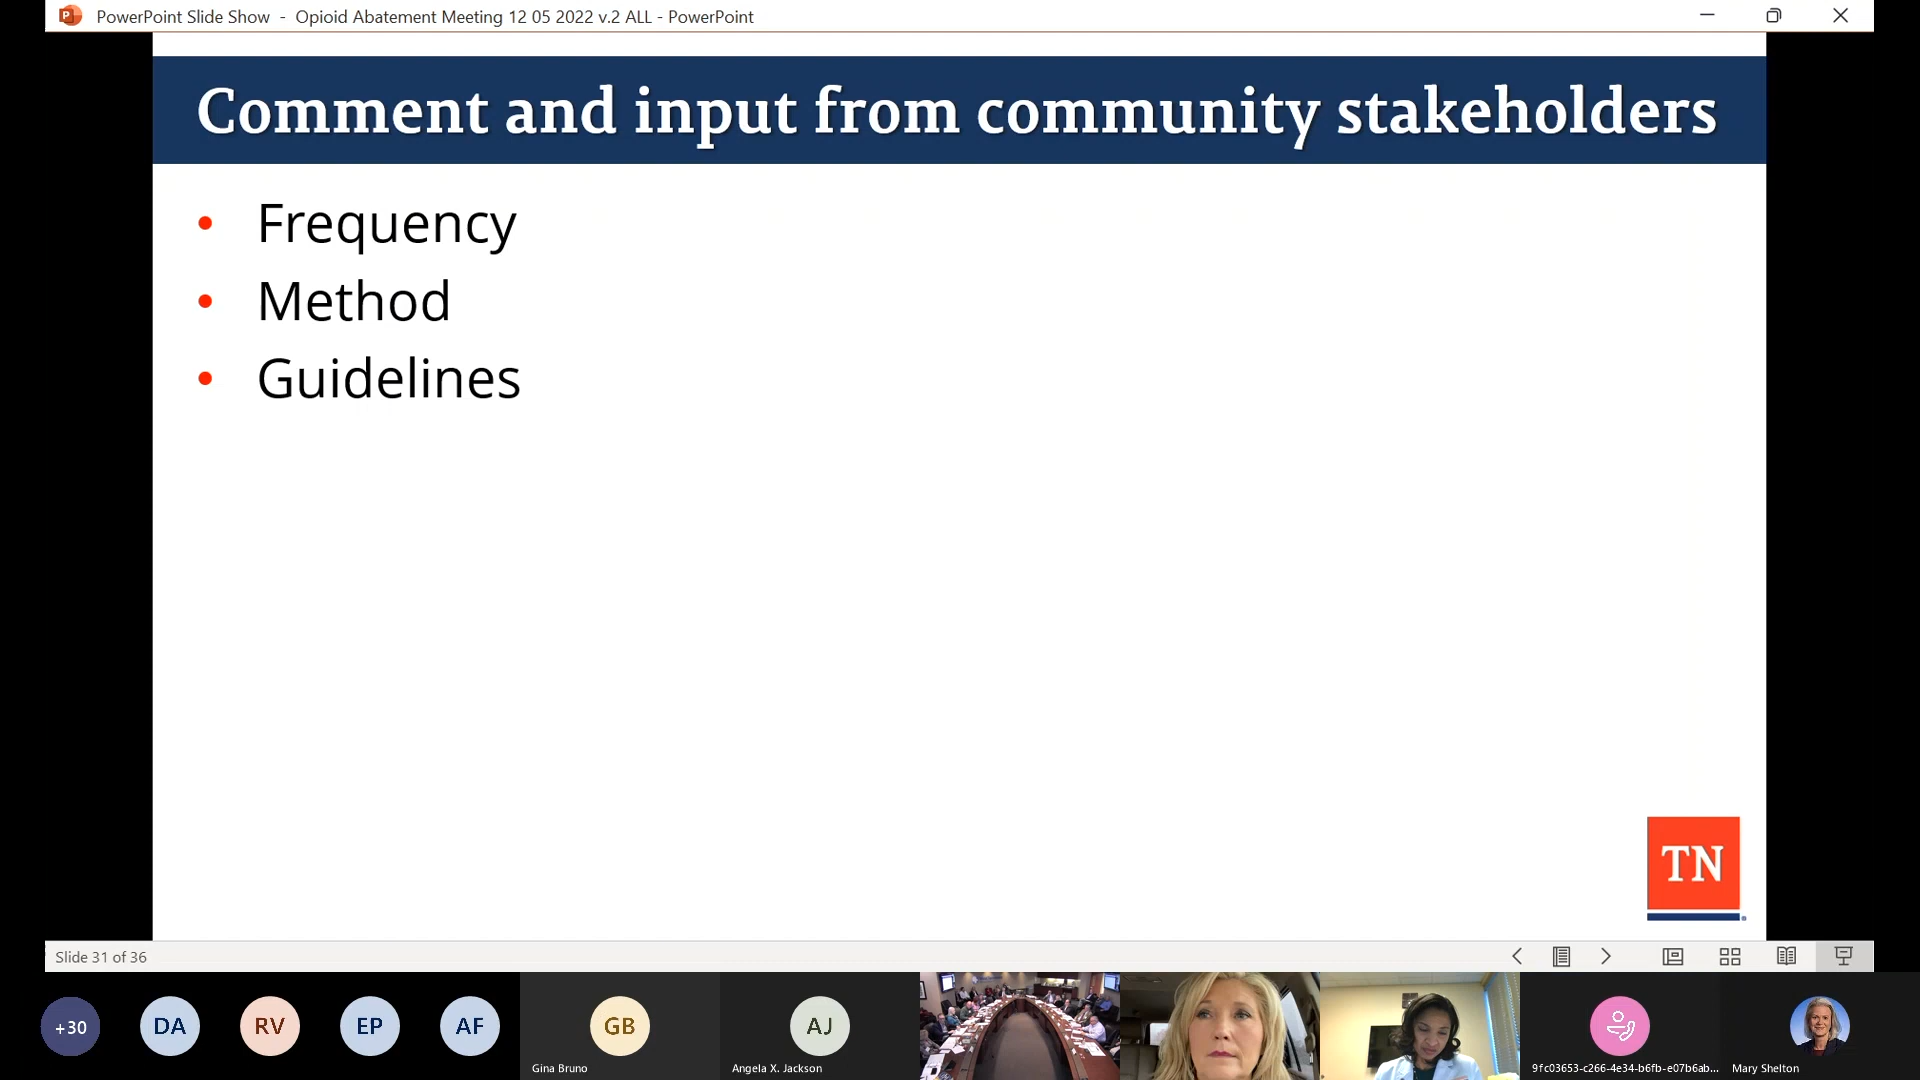 PowerPoint Slide Show - Opioid Abatement Meeting 12 05 2022 v.2 ALL - PowerPoint
Comment and input from community stakeholders
• Frequency
• Method
• Guidelines
TN
Slide 31 of 36
+30
DA
RV
EP
AF
GB
AJ
Gina Bruno
Angela X. Jackson
9fc03653-c266-4e34-b6fb-e07b6ab...
Mary Shelton